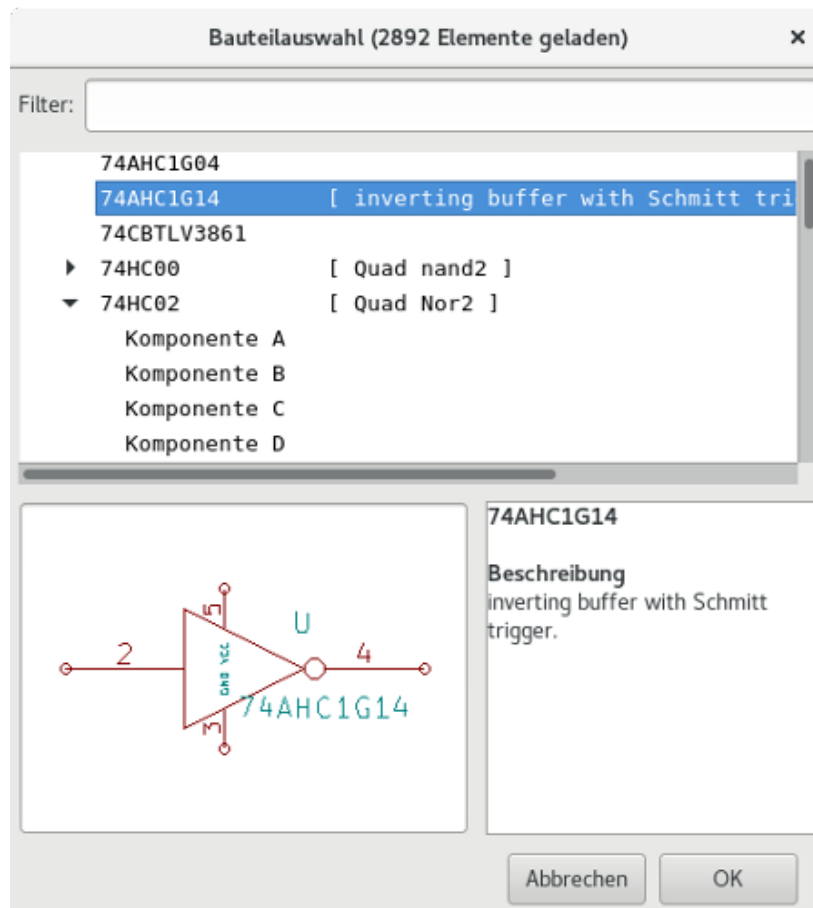 Bauteilauswahl (2892 Elemente geladen)
Filter:
74AHC1G04
74AHC1G14 [ inverting buffer with Schmitt tri
74CBTLV3861
74HC00 [ Quad nand2 ]
74HC02 [ Quad Nor2 ]
Komponente A
Komponente B
Komponente C
Komponente D
5
U
2
4
GND VCC
74AHC1G14
3
74AHC1G14
Beschreibung
inverting buffer with Schmitt
trigger.
Abbrechen OK